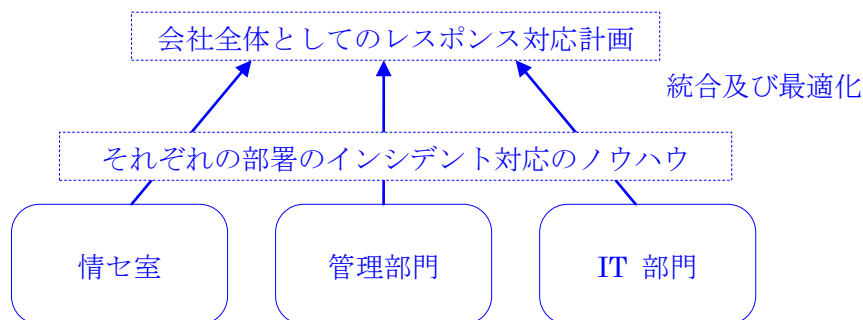 会社全体としてのレスポンス対応計画
統合及び最適化
それぞれの部署のインシデント対応のノウハウ
情セ室
管理部門
IT 部門